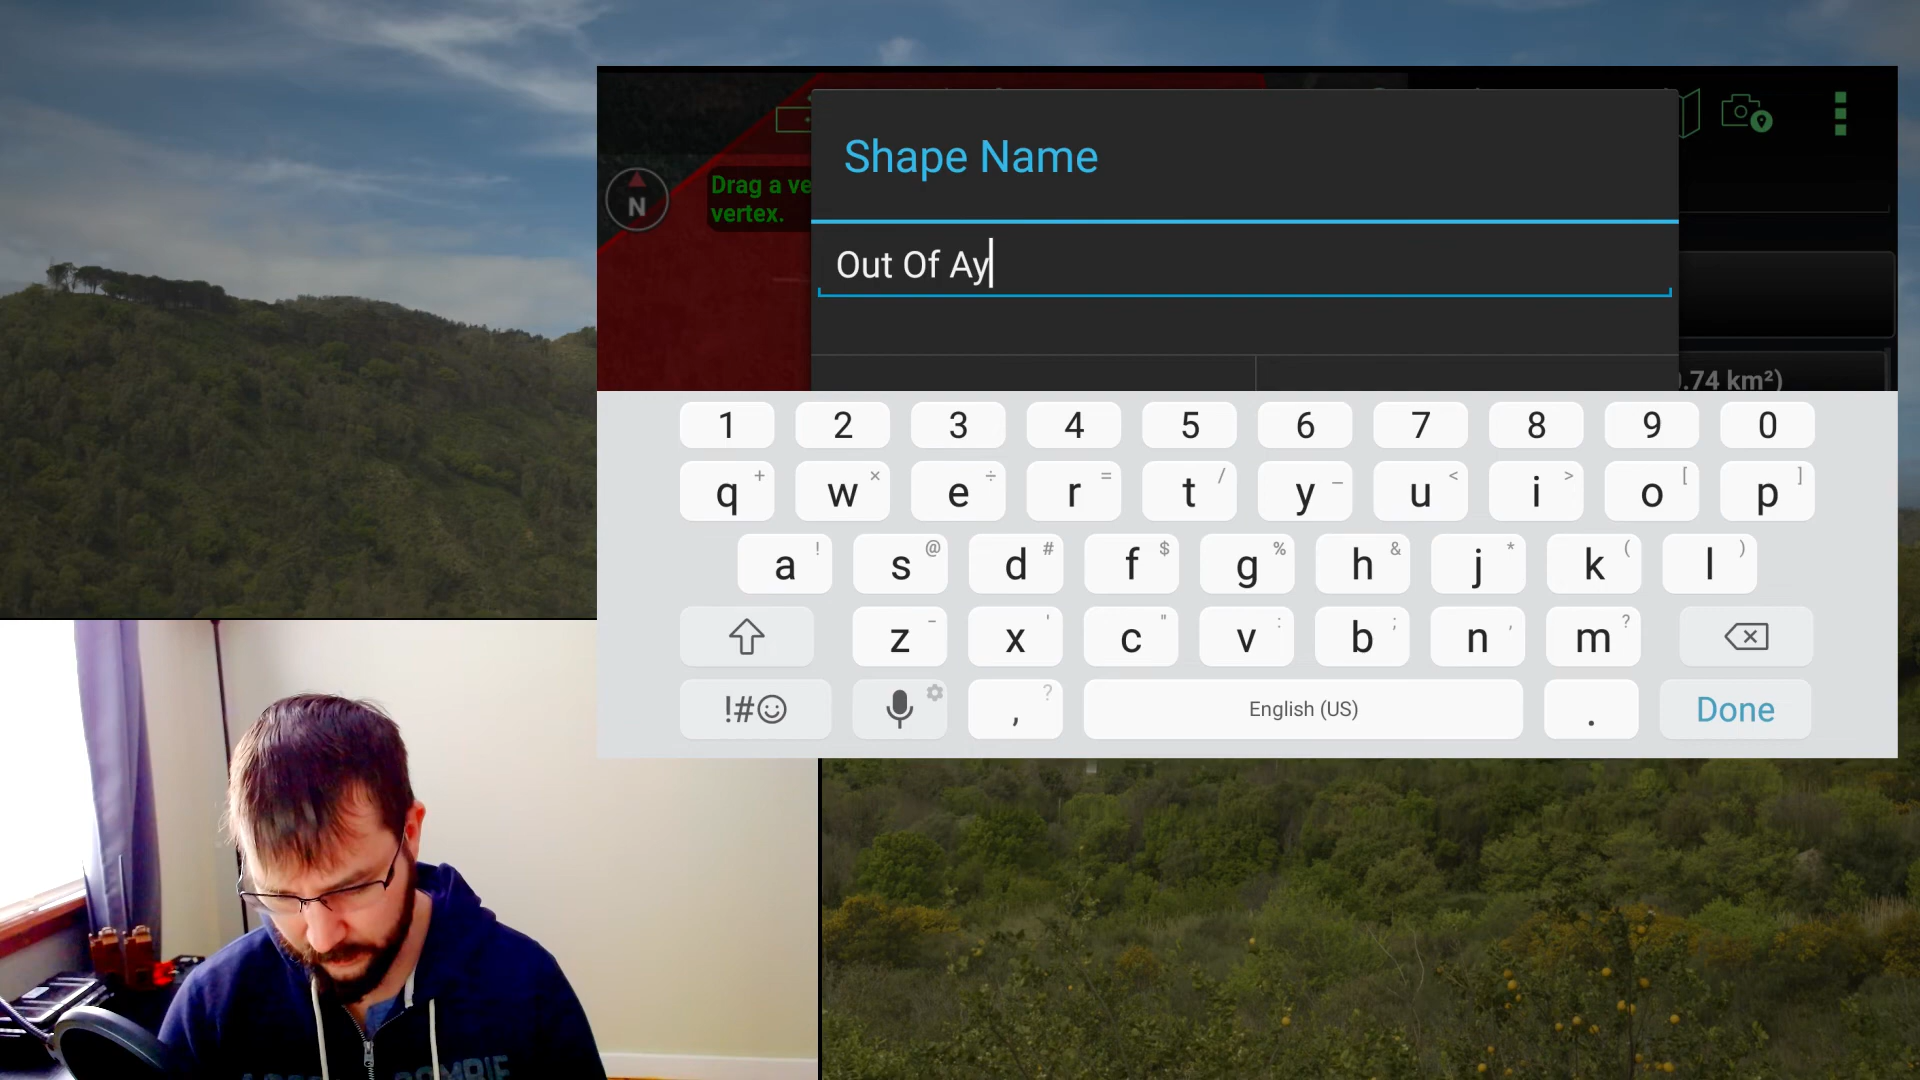 Shape Name
N
Drag a ve
vertex.
Out Of Ay
.74 km²)
1 2 3 4 5 6 7 8 9 0
q + w × e ÷ r = t / y _ u < i > o [ p ]
a ! s @ d # f $ g % h & j * k ( l )
z - x ' c " v : b ; n , m ?
!#☺ , ? English (US) . Done